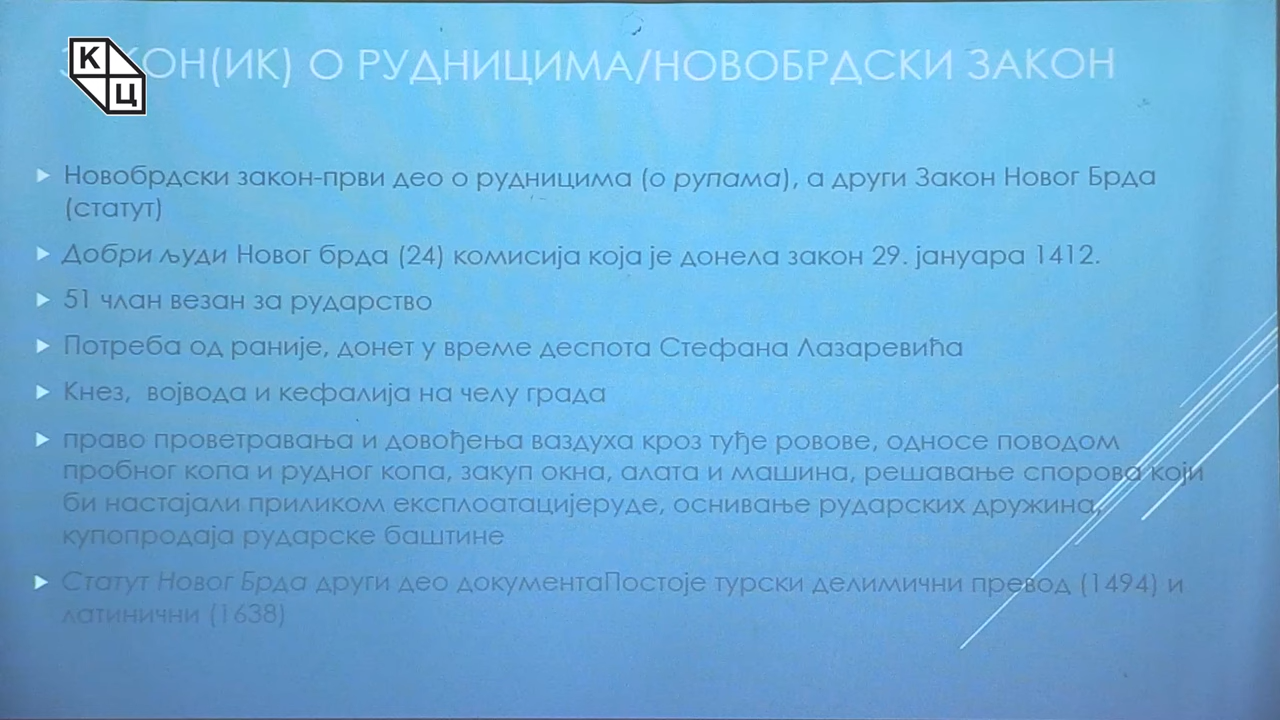 К
Ц
ЗАКОН(ИК) О РУДНИЦИМА/НОВОБРДСКИ ЗАКОН
Новобрдски закон-први део о рудницима (о рупама), а други Закон Новог Брда
(статут)
Добри људи Новог брда (24) комисија која је донела закон 29. јануара 1412.
51 члан везан за рударство
Потреба од раније, донет у време деспота Стефана Лазаревића
Кнез, војвода и кефалија на челу града
право проветравања и довођења ваздуха кроз туђе ровове, односе поводом
пробног копа и рудног копа, закуп окна, алата и машина, решавање спорова који
би настајали приликом експлоатацијеруде, оснивање рударских дружина,
купопродаја рударске баштине
Статут Новог Брда други део документаПостоје турски делимични превод (1494) и
латинични (1638)